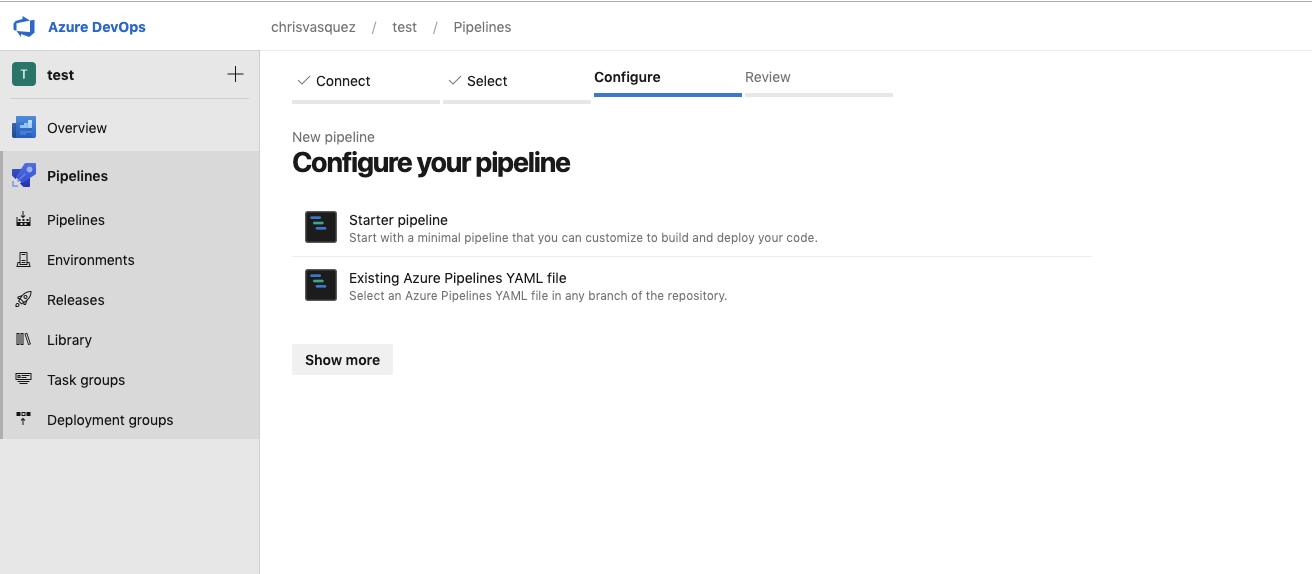 Azure DevOps
chrisvasquez / test / Pipelines
T test
Overview
Pipelines
Pipelines
Environments
Releases
Library
Task groups
Deployment groups
Connect Select Configure Review
New pipeline
Configure your pipeline
Starter pipeline
Start with a minimal pipeline that you can customize to build and deploy your code.
Existing Azure Pipelines YAML file
Select an Azure Pipelines YAML file in any branch of the repository.
Show more